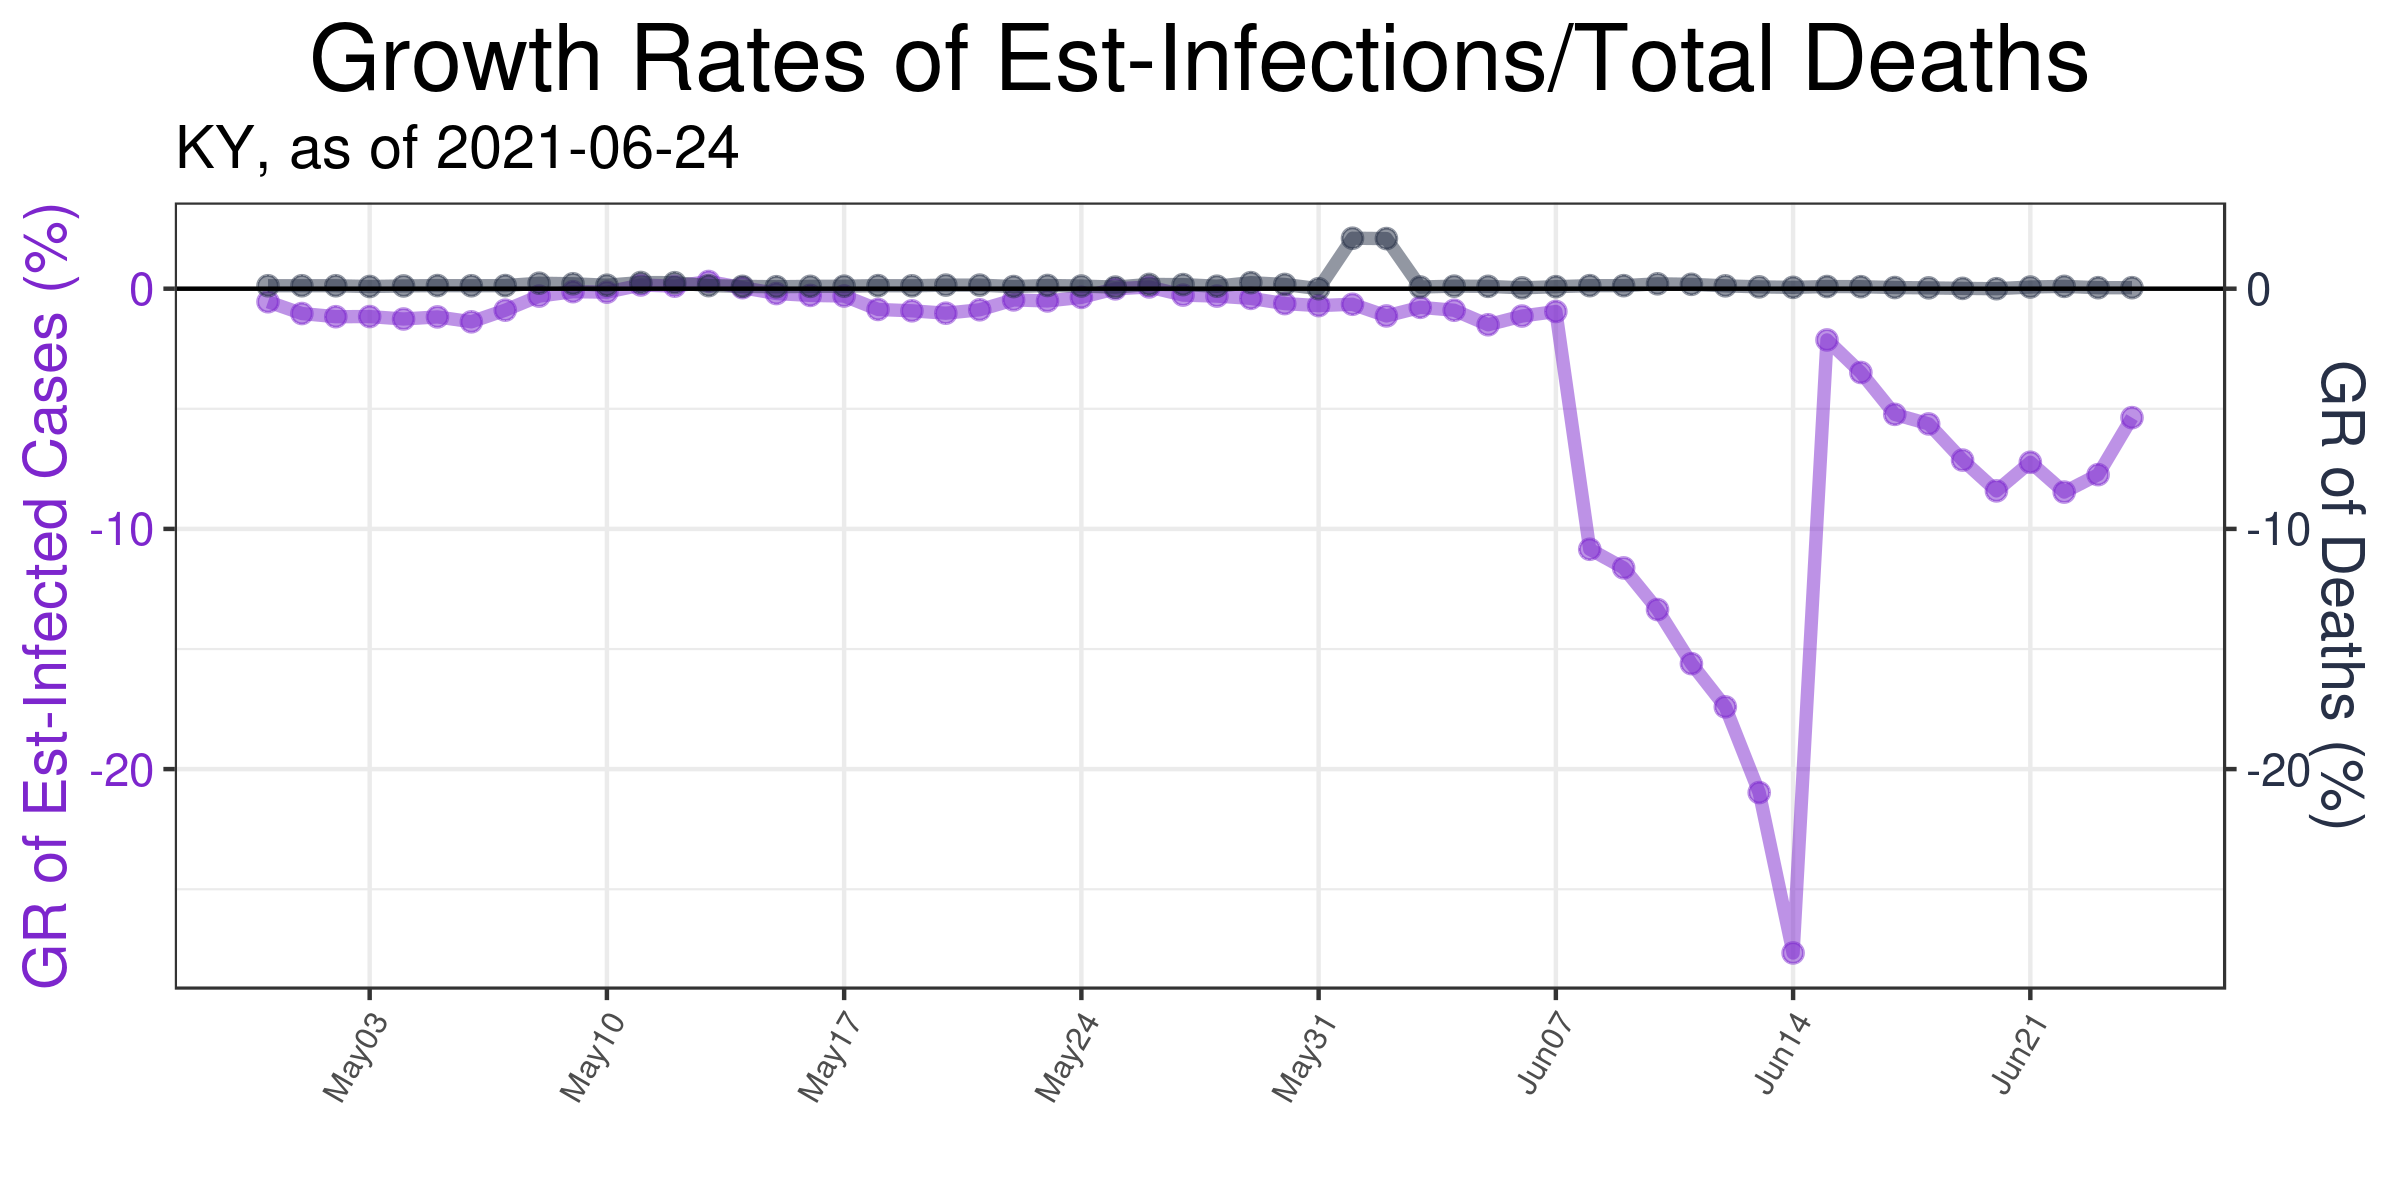 Growth Rates of Est-Infections/Total Deaths
KY, as of 2021-06-24
GR of Est-Infected Cases (%)
0
-10
-20
0
-10
-20
GR of Deaths (%)
May03
May10
May17
May24
May31
Jun07
Jun14
Jun21